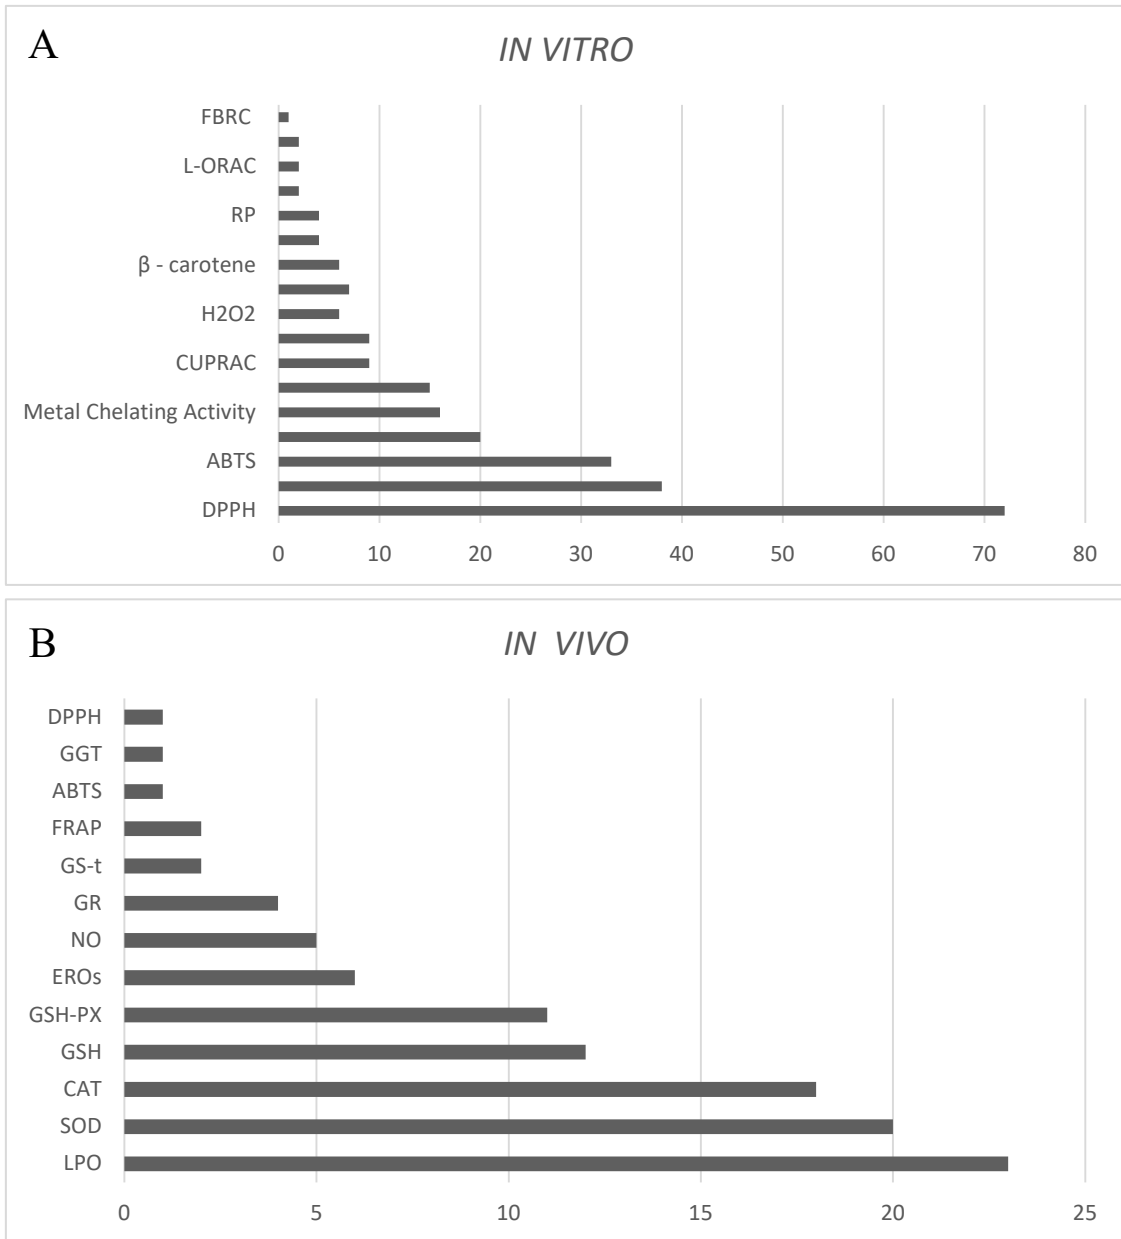 A
IN VITRO
FBRC
L-ORAC
RP
β - carotene
H2O2
CUPRAC
Metal Chelating Activity
ABTS
DPPH
0 10 20 30 40 50 60 70 80
B
IN VIVO
DPPH
GGT
ABTS
FRAP
GS-t
GR
NO
EROs
GSH-PX
GSH
CAT
SOD
LPO
0 5 10 15 20 25